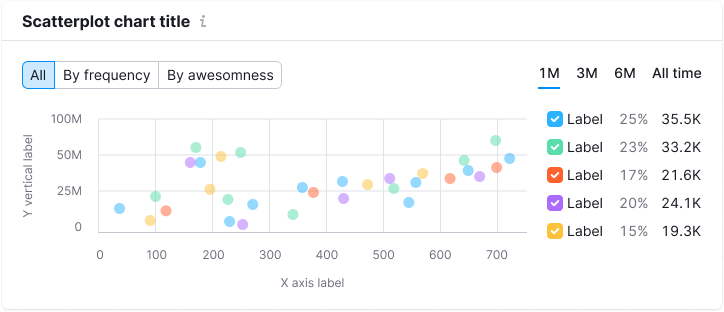 Scatterplot chart title i
All By frequency By awesomness
1M 3M 6M All time
Y vertical label
100M
50M
25M
0
0 100 200 300 400 500 600 700
X axis label
Label 25% 35.5K
Label 23% 33.2K
Label 17% 21.6K
Label 20% 24.1K
Label 15% 19.3K